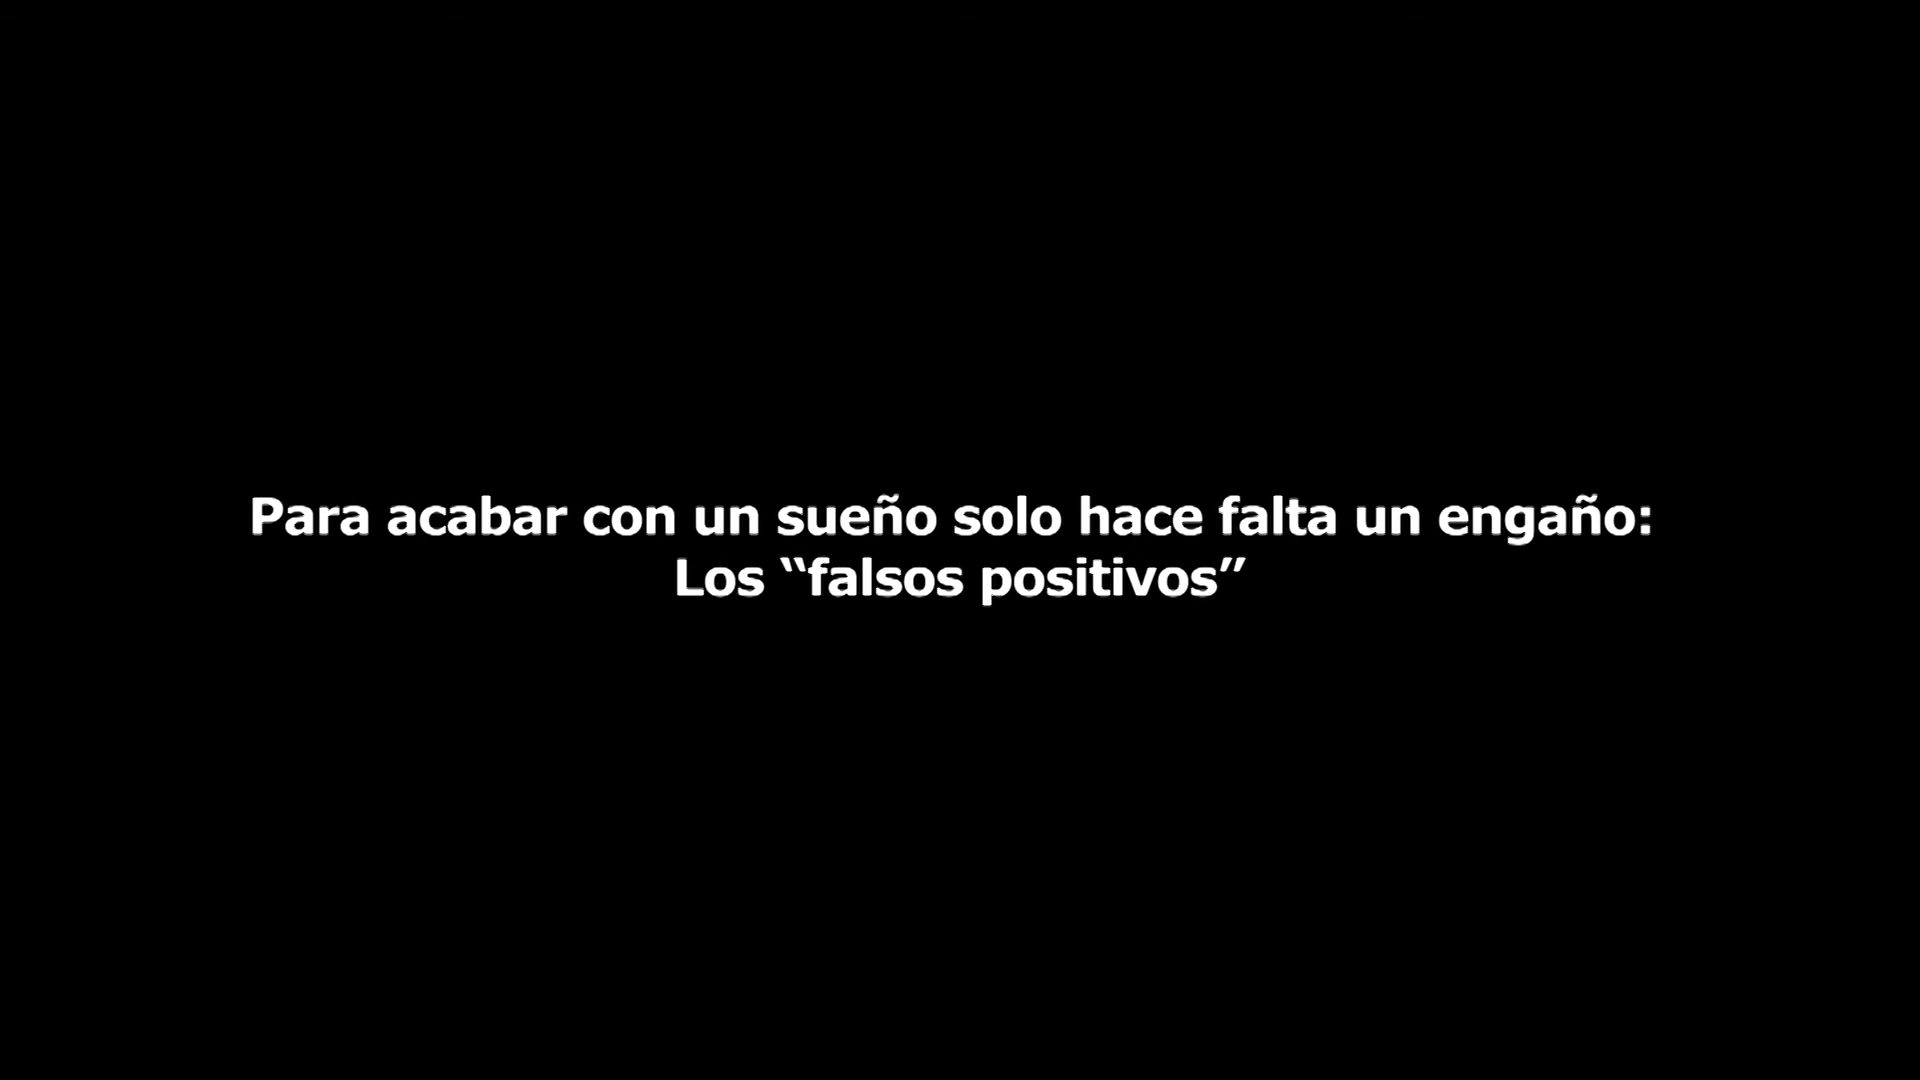 Para acabar con un sueño solo hace falta un engaño:
Los “falsos positivos”